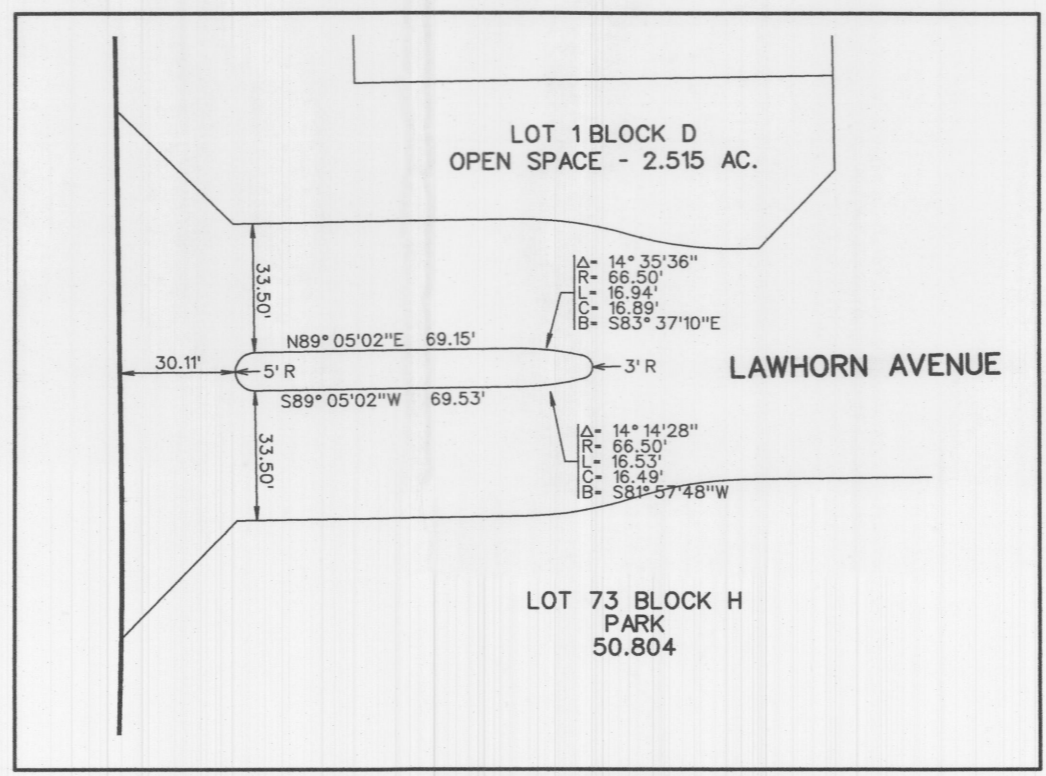 LOT 1 BLOCK D
OPEN SPACE - 2.515 AC.
33.50'
Δ= 14° 35'36"
R= 66.50'
L= 16.94'
C= 16.89'
B= S83° 37'10"E
N89° 05'02"E 69.15'
30.11'
5' R
3' R
LAWHORN AVENUE
S89° 05'02"W 69.53'
33.50'
Δ= 14° 14'28"
R= 66.50'
L= 16.53'
C= 16.49'
B= S81° 57'48"W
LOT 73 BLOCK H
PARK
50.804